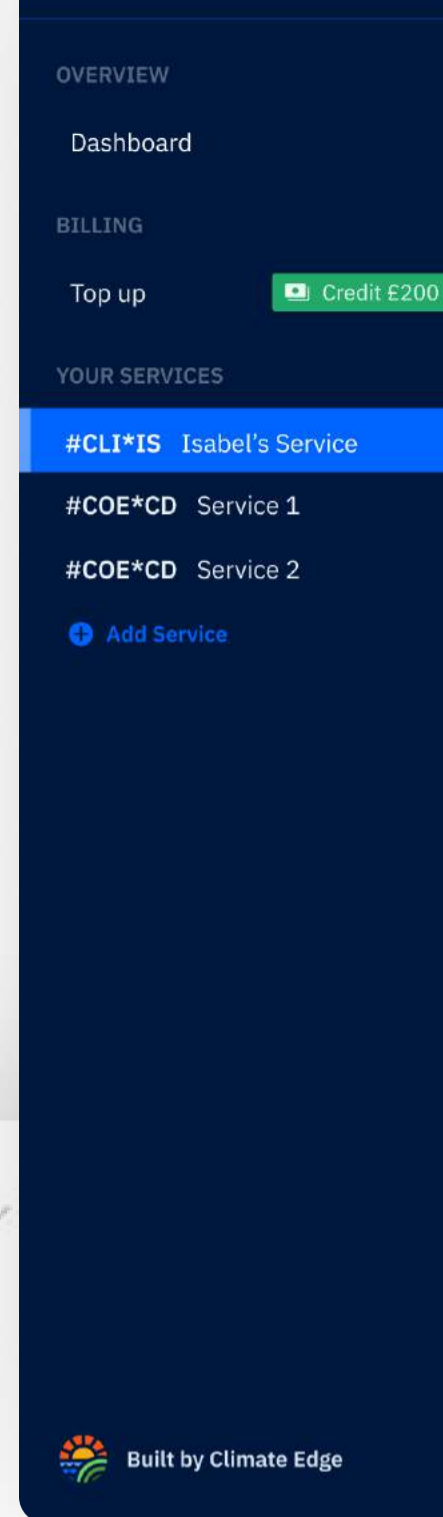 OVERVIEW
Dashboard
BILLING
Top up Credit £200
YOUR SERVICES
#CLI*IS Isabel’s Service
#COE*CD Service 1
#COE*CD Service 2
Add Service
Built by Climate Edge